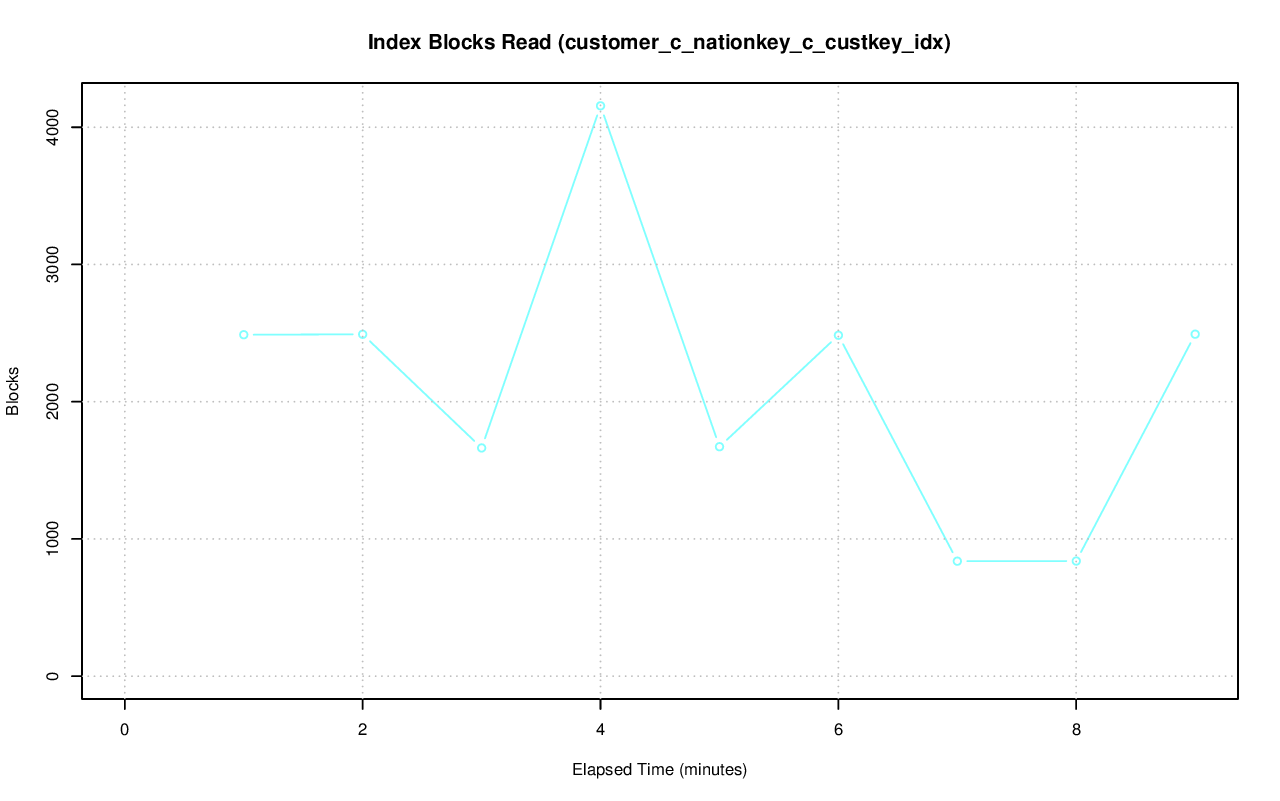 Index Blocks Read (customer_c_nationkey_c_custkey_idx)
4000
3000
2000
1000
0
Blocks
0 2 4 6 8
Elapsed Time (minutes)